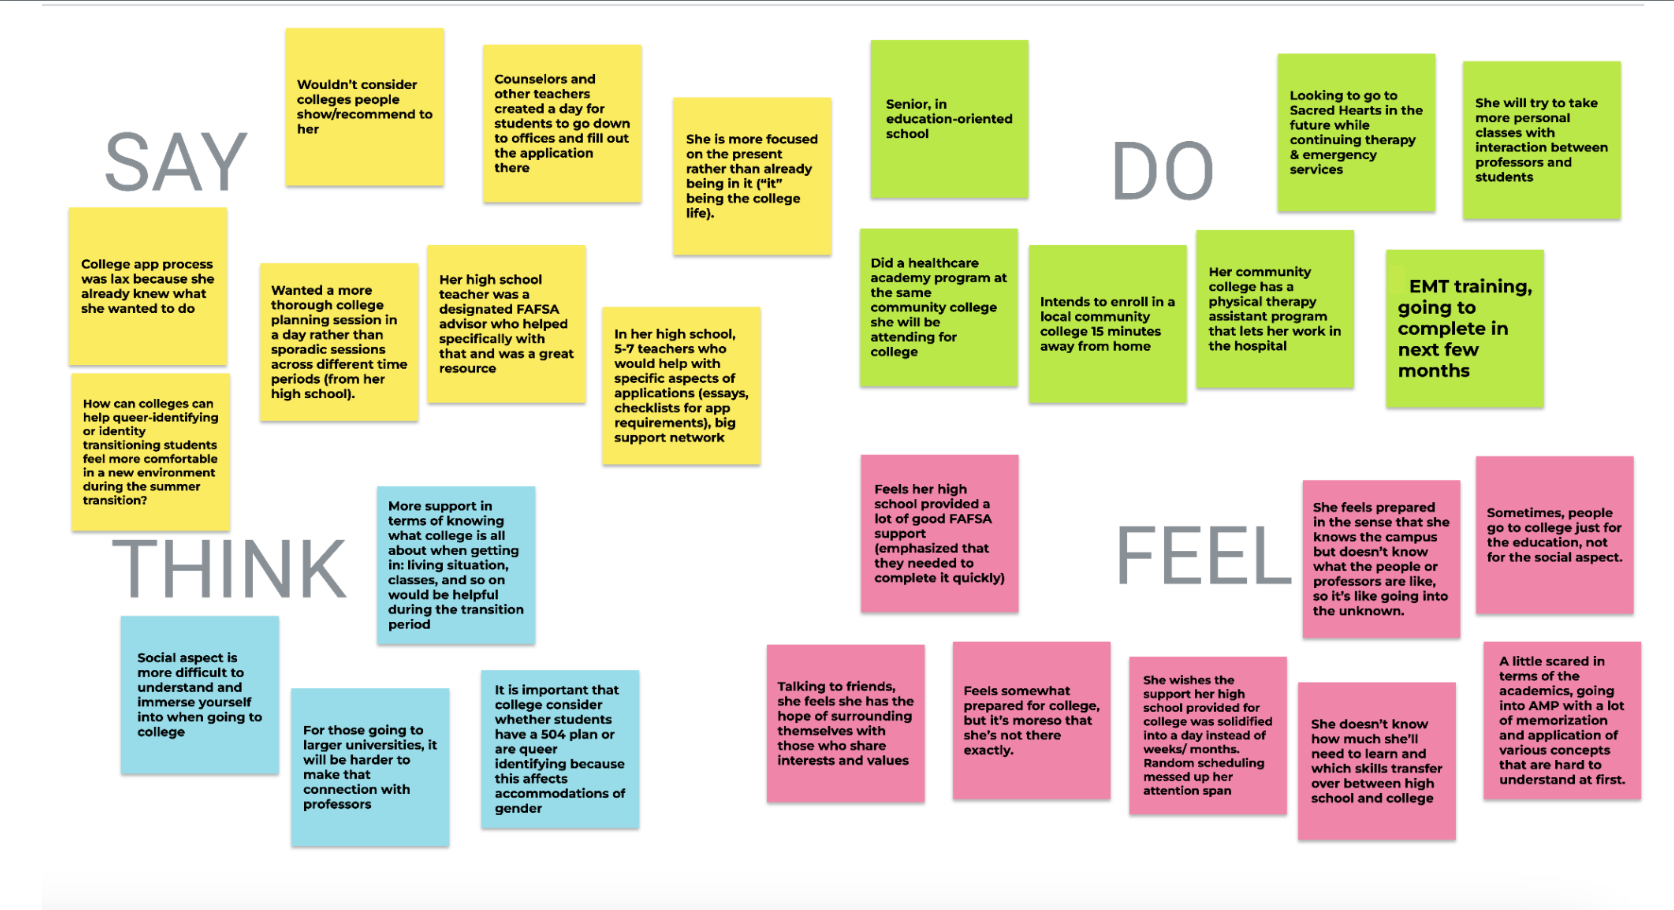 SAY
Wouldn't consider
colleges people
show/recommend to
her
Counselors and
other teachers
created a day for
students to go down
to offices and fill out
the application
there
She is more focused
on the present
rather than already
being in it ("it"
being the college
life).
College app process
was lax because she
already knew what
she wanted to do
Wanted a more
thorough college
planning session in
a day rather than
sporadic sessions
across different time
periods (from her
high school).
Her high school
teacher was a
designated FAFSA
advisor who helped
specifically with
that and was a great
resource
In her high school,
5-7 teachers who
would help with
specific aspects of
applications (essays,
checklists for app
requirements), big
support network
How can colleges can
help queer-identifying
or identity
transitioning students
feel more comfortable
in a new environment
during the summer
transition?
DO
Senior, in
education-oriented
school
Looking to go to
Sacred Hearts in the
future while
continuing therapy
& emergency
services
She will try to take
more personal
classes with
interaction between
professors and
students
Did a healthcare
academy program at
the same
community college
she will be
attending for
college
Intends to enroll in a
local community
college 15 minutes
away from home
Her community
college has a
physical therapy
assistant program
that lets her work in
the hospital
EMT training,
going to
complete in
next few
months
THINK
More support in
terms of knowing
what college is all
about when getting
in: living situation,
classes, and so on
would be helpful
during the transition
period
Social aspect is
more difficult to
understand and
immerse yourself
into when going to
college
For those going to
larger universities, it
will be harder to
make that
connection with
professors
It is important that
college consider
whether students
have a 504 plan or
are queer
identifying because
this affects
accommodations of
gender
FEEL
Feels her high
school provided a
lot of good FAFSA
support
(emphasized that
they needed to
complete it quickly)
She feels prepared
in the sense that she
knows the campus
but doesn't know
what the people or
professors are like,
so it's like going into
the unknown.
Sometimes, people
go to college just for
the education, not
for the social aspect.
Talking to friends,
she feels she has the
hope of surrounding
themselves with
those who share
interests and values
Feels somewhat
prepared for college,
but it's moreso that
she's not there
exactly.
She wishes the
support her high
school provided for
college was solidified
into a day instead of
weeks/ months.
Random scheduling
messed up her
attention span
She doesn't know
how much she'll
need to learn and
which skills transfer
over between high
school and college
A little scared in
terms of the
academics, going
into AMP with a lot
of memorization
and application of
various concepts
that are hard to
understand at first.